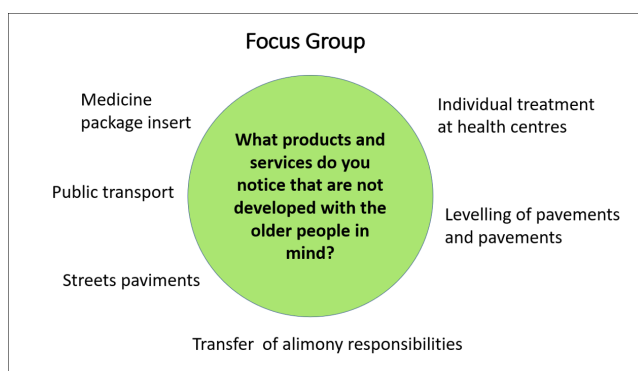 Focus Group
Medicine
package insert
Public transport
Streets paviments
What products and
services do you
notice that are not
developed with the
older people in
mind?
Individual treatment
at health centres
Levelling of pavements
and pavements
Transfer of alimony responsibilities